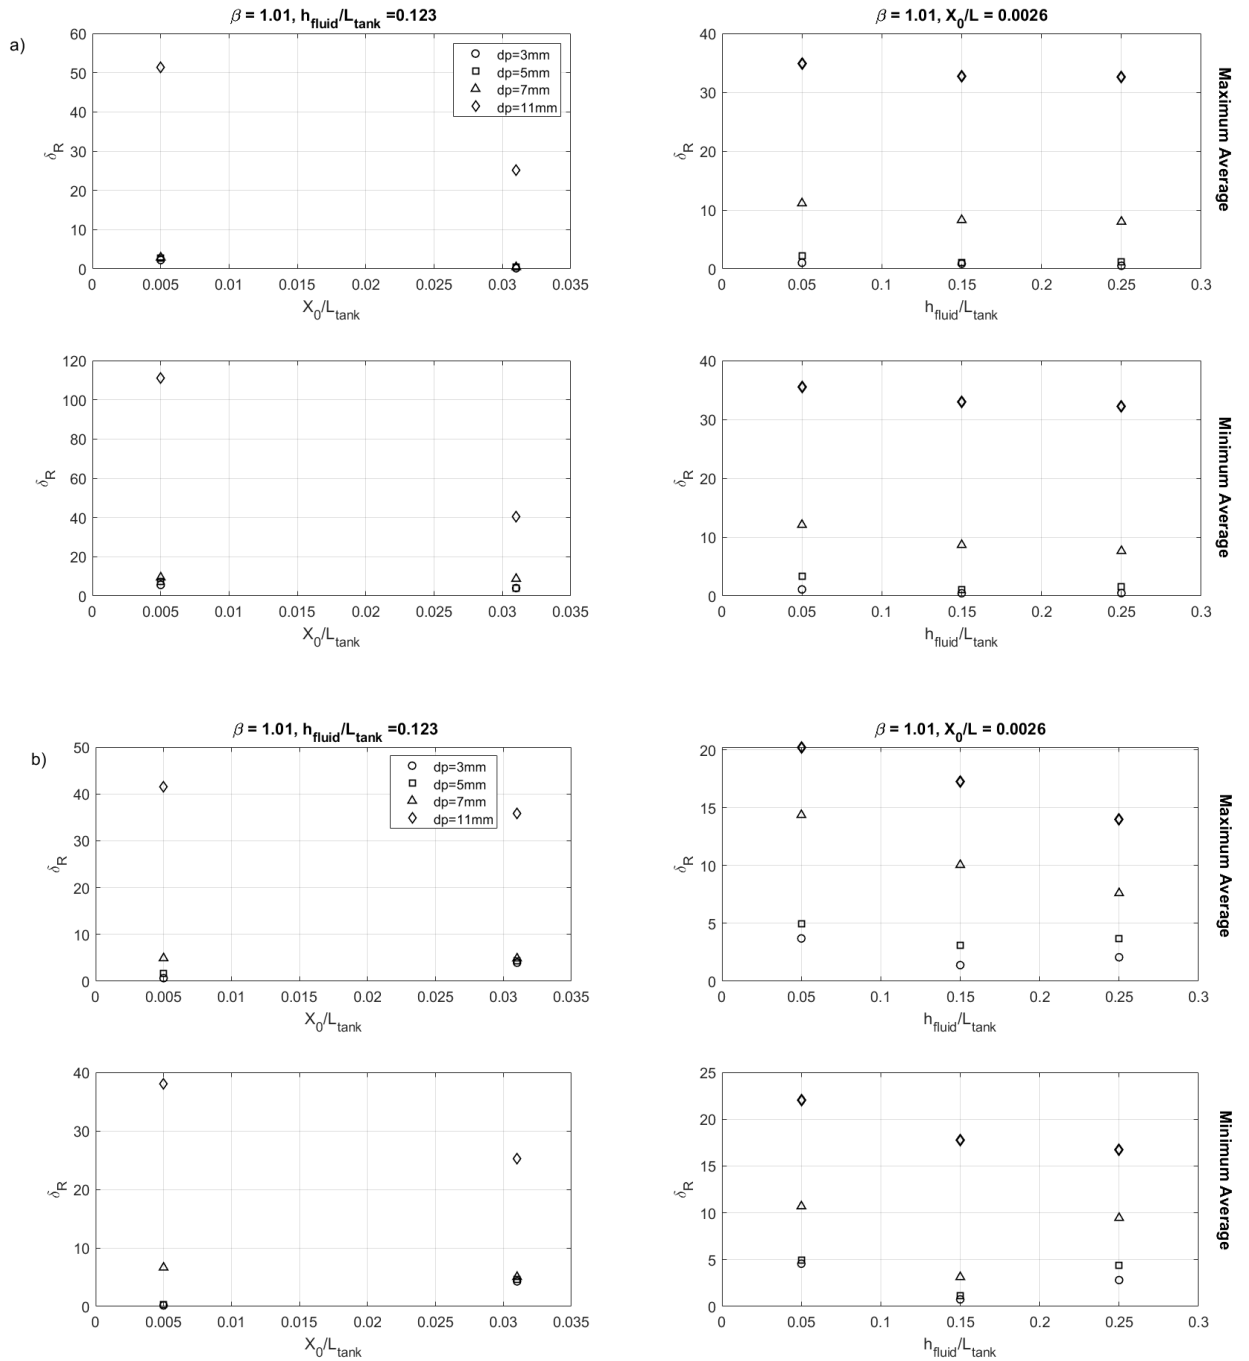 a)
β = 1.01, h_fluid/L_tank =0.123
60
50
40
30
20
10
0
δ_R
dp=3mm
dp=5mm
dp=7mm
dp=11mm
0 0.005 0.01 0.015 0.02 0.025 0.03 0.035
X_0/L_tank
β = 1.01, X_0/L = 0.0026
40
30
20
10
0
δ_R
0 0.05 0.1 0.15 0.2 0.25 0.3
h_fluid/L_tank
Maximum Average
120
100
80
60
40
20
0
δ_R
0 0.005 0.01 0.015 0.02 0.025 0.03 0.035
X_0/L_tank
40
30
20
10
0
δ_R
0 0.05 0.1 0.15 0.2 0.25 0.3
h_fluid/L_tank
Minimum Average
b)
β = 1.01, h_fluid/L_tank =0.123
50
40
30
20
10
0
δ_R
dp=3mm
dp=5mm
dp=7mm
dp=11mm
0 0.005 0.01 0.015 0.02 0.025 0.03 0.035
X_0/L_tank
β = 1.01, X_0/L = 0.0026
20
15
10
5
0
δ_R
0 0.05 0.1 0.15 0.2 0.25 0.3
h_fluid/L_tank
Maximum Average
40
30
20
10
0
δ_R
0 0.005 0.01 0.015 0.02 0.025 0.03 0.035
X_0/L_tank
25
20
15
10
5
0
δ_R
0 0.05 0.1 0.15 0.2 0.25 0.3
h_fluid/L_tank
Minimum Average